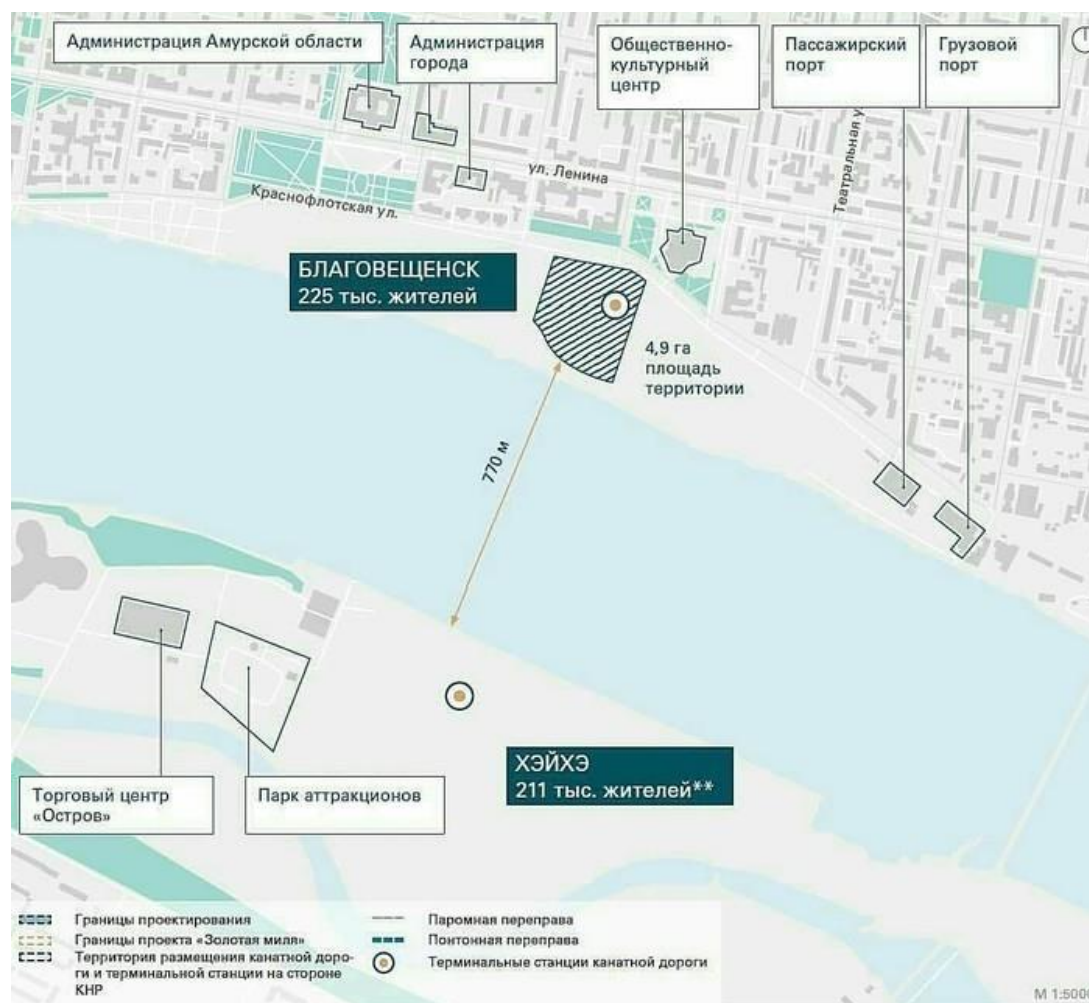 Администрация Амурской области
Администрация
города
Общественно-
культурный
центр
Пассажирский
порт
Грузовой
порт
ул. Ленина
Театральная у
Краснофлотская ул.
БЛАГОВЕЩЕНСК
225 тыс. жителей
4,9 га
площадь
территории
770 м
ХЭЙХЭ
211 тыс. жителей**
Торговый центр
«Остров»
Парк аттракционов
Границы проектирования
Границы проекта «Золотая миля»
Территория размещения канатной доро-
ги и терминальной станции на стороне
КНР
Паромная переправа
Понтонная переправа
Терминальные станции канатной дороги
М 1:500